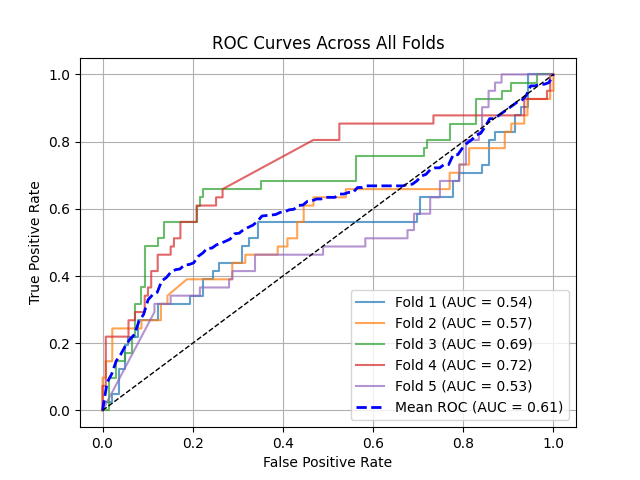 ROC Curves Across All Folds
True Positive Rate
1.0
0.8
0.6
0.4
0.2
0.0
0.0 0.2 0.4 0.6 0.8 1.0
False Positive Rate
Fold 1 (AUC = 0.54)
Fold 2 (AUC = 0.57)
Fold 3 (AUC = 0.69)
Fold 4 (AUC = 0.72)
Fold 5 (AUC = 0.53)
Mean ROC (AUC = 0.61)